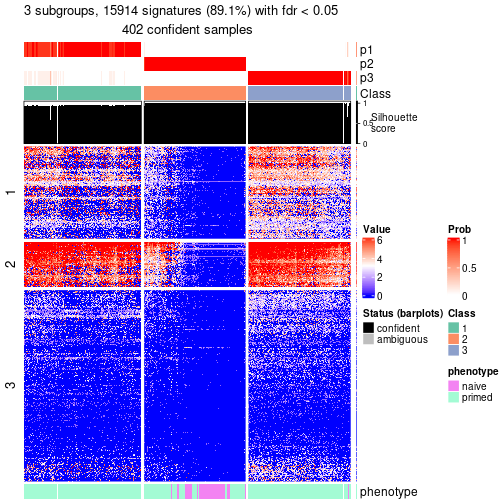 3 subgroups, 15914 signatures (89.1%) with fdr < 0.05
402 confident samples
p1
p2
p3
Class
1
0.5
0
Silhouette
score
1
2
3
phenotype
Value
6
4
2
0
Prob
1
0.5
0
Status (barplots)
confident
ambiguous
Class
1
2
3
phenotype
naive
primed